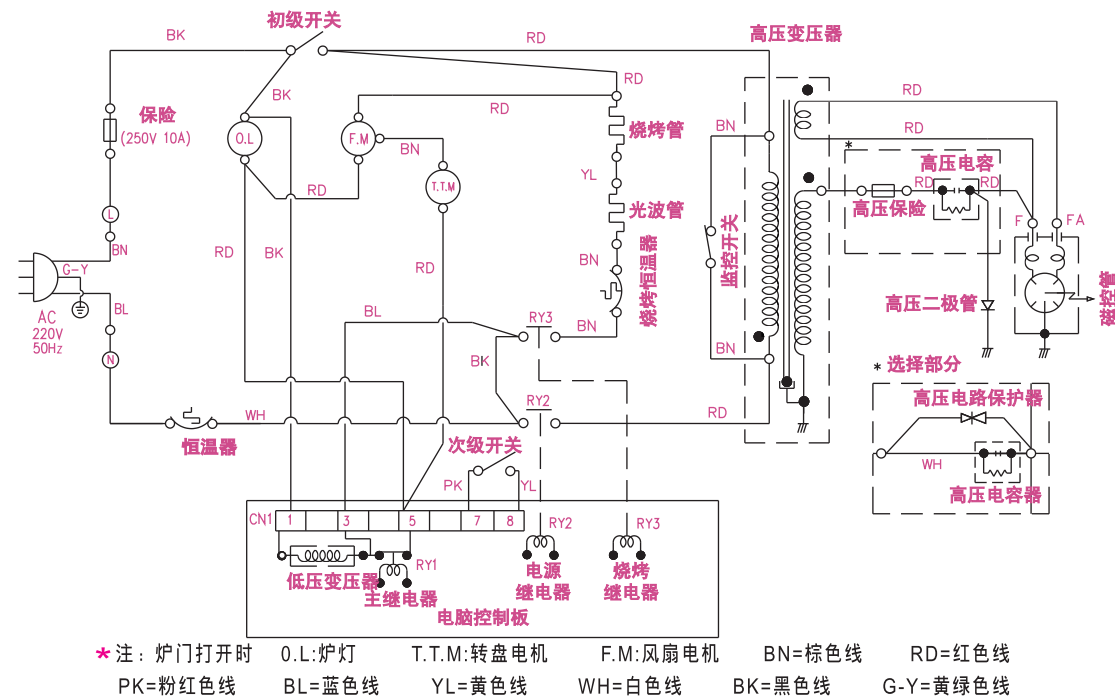 初级开关
BK
RD
高压变压器
RD
BK
RD
保险
(250V 10A)
O.L
F.M
BN
烧烤管
BN
RD
RD
*
高压电容
YL
T.T.M
RD
RD
RD
高压保险
光波管
L
BN
G-Y
RD
BK
RD
BN
烧烤恒温器
监控开关
F
FA
AC
220V
50Hz
BL
BL
RY3
BN
高压二极管
磁控管
N
BK
BN
* 选择部分
WH
RY2
RD
高压电路保护器
恒温器
次级开关
WH
PK
YL
高压电容器
CN1
1
3
5
7
8
RY2
RY3
RY1
低压变压器
主继电器
电源
继电器
烧烤
继电器
电脑控制板
*注: 炉门打开时 O.L:炉灯 T.T.M:转盘电机 F.M:风扇电机 BN=棕色线 RD=红色线
PK=粉红色线 BL=蓝色线 YL=黄色线 WH=白色线 BK=黑色线 G-Y=黄绿色线